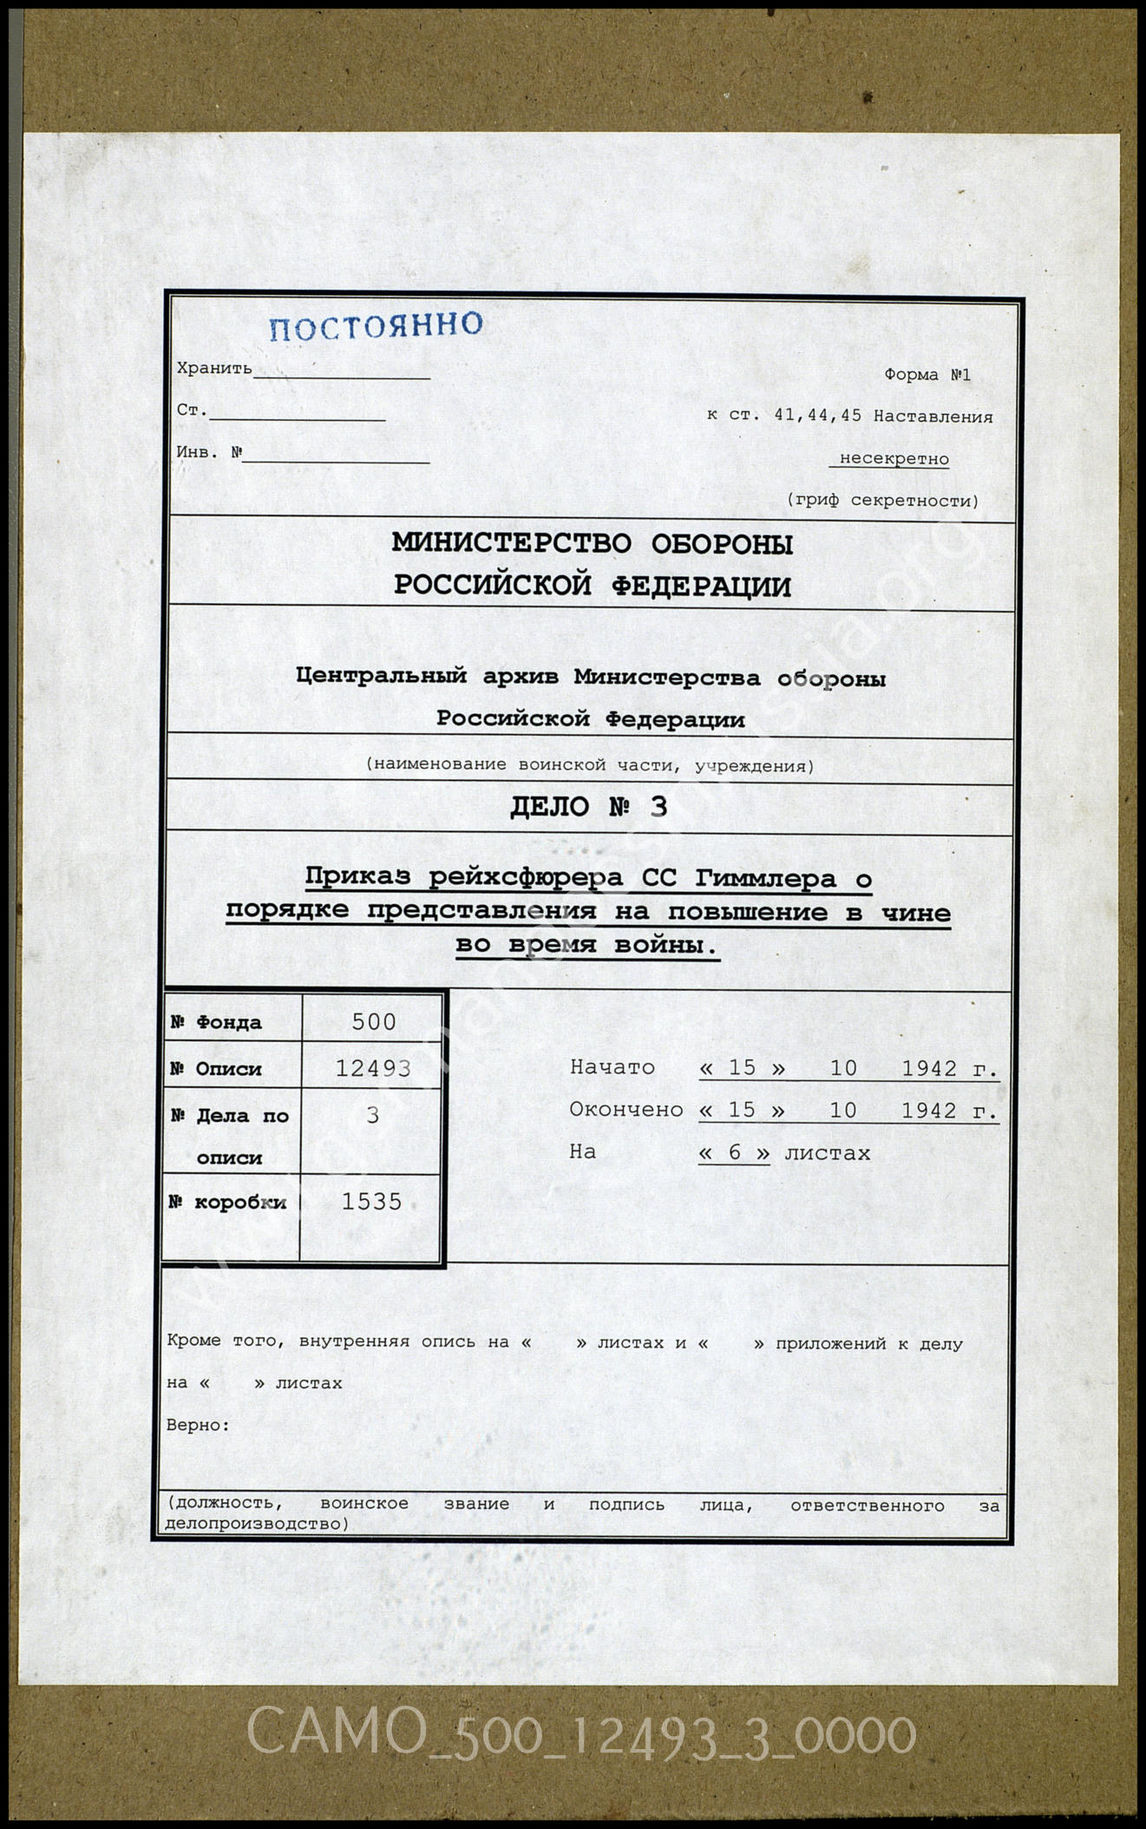 ПОСТОЯННО
Хранить
Форма №1
Ст.
к ст. 41,44,45 Наставления
Инв. №
несекретно
(гриф секретности)
МИНИСТЕРСТВО ОБОРОНЫ
РОССИЙСКОЙ ФЕДЕРАЦИИ
Центральный архив Министерства обороны
Российской Федерации
(наименование воинской части, учреждения)
ДЕЛО № 3
Приказ рейхсфюрера СС Гиммлера о
порядке представления на повышение в чине
во время войны.
№ Фонда 500
№ Описи 12493
№ Дела по 3
описи
№ коробки 1535
Начато « 15 » 10 1942 г.
Окончено « 15 » 10 1942 г.
На « 6 » листах
Кроме того, внутренняя опись на « » листах и « » приложений к делу
на « » листах
Верно:
(должность, воинское звание и подпись лица, ответственного за
делопроизводство)
CAMO_500_12493_3_0000